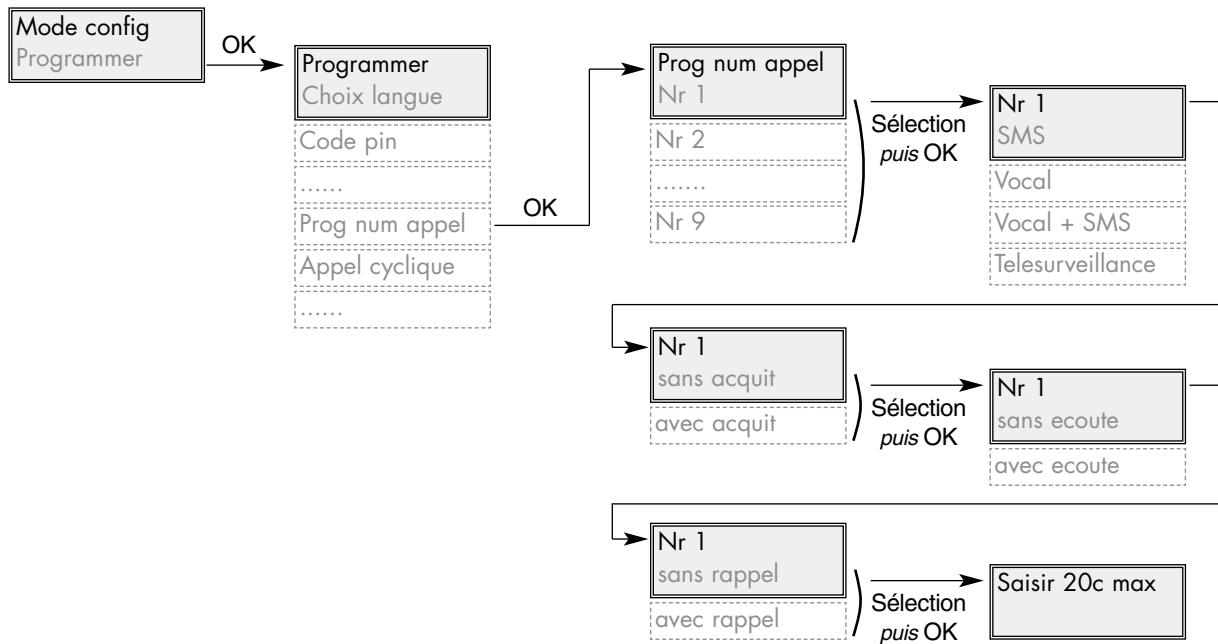 Mode config
Programmer
OK
Programmer
Choix langue
Code pin
......
Prog num appel
Appel cyclique
......
OK
Prog num appel
Nr 1
Nr 2
.......
Nr 9
Sélection
puis OK
Nr 1
SMS
Vocal
Vocal + SMS
Telesurveillance
Nr 1
sans acquit
avec acquit
Sélection
puis OK
Nr 1
sans ecoute
avec ecoute
Nr 1
sans rappel
avec rappel
Sélection
puis OK
Saisir 20c max